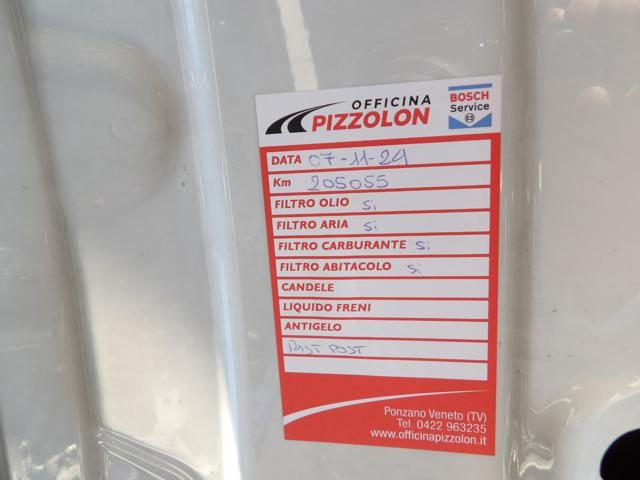 OFFICINA
PIZZOLON
BOSCH
Service
DATA 07-11-24
Km 205055
FILTRO OLIO Si
FILTRO ARIA Si
FILTRO CARBURANTE Si
FILTRO ABITACOLO Si
CANDELE
LIQUIDO FRENI
ANTIGELO
PAST POST
Ponzano Veneto (TV)
Tel. 0422 963235
www.officinapizzolon.it